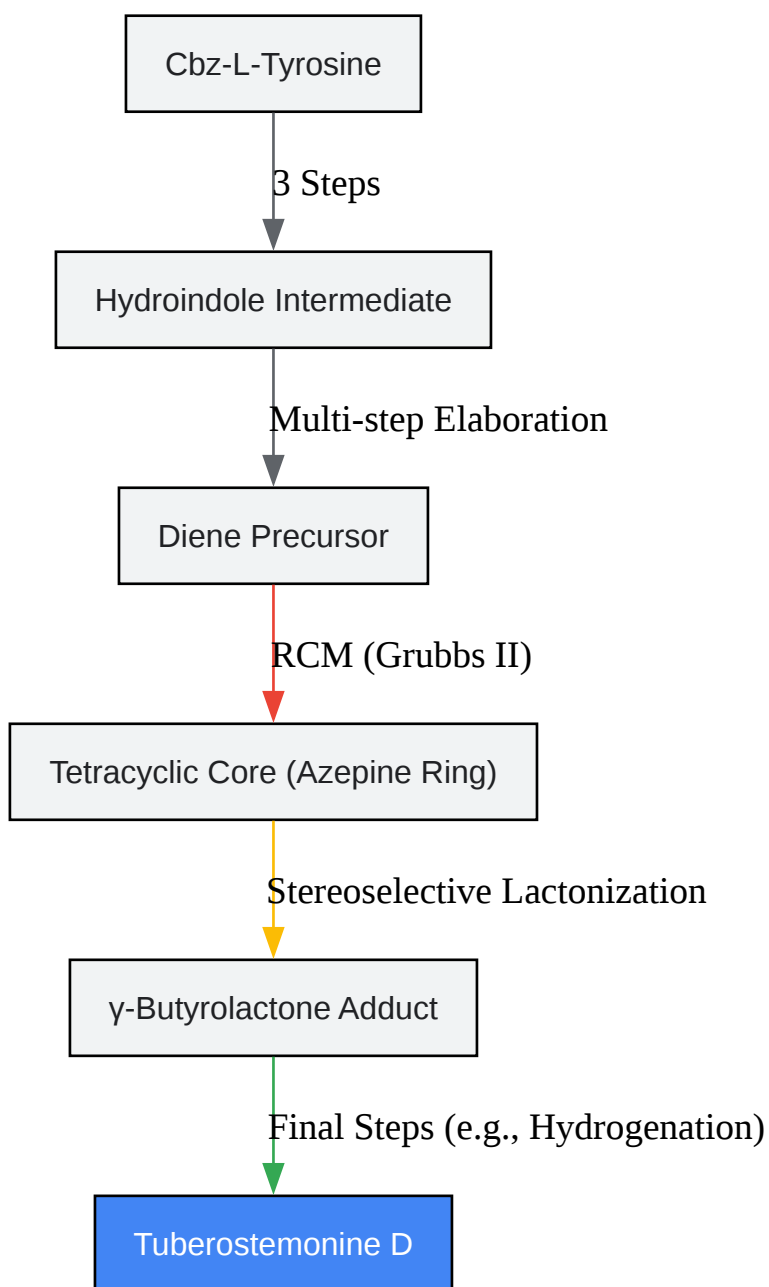 Cbz-L-Tyrosine
3 Steps
Hydroindole Intermediate
Multi-step Elaboration
Diene Precursor
RCM (Grubbs II)
Tetracyclic Core (Azepine Ring)
Stereoselective Lactonization
γ-Butyrolactone Adduct
Final Steps (e.g., Hydrogenation)
Tuberostemonine D